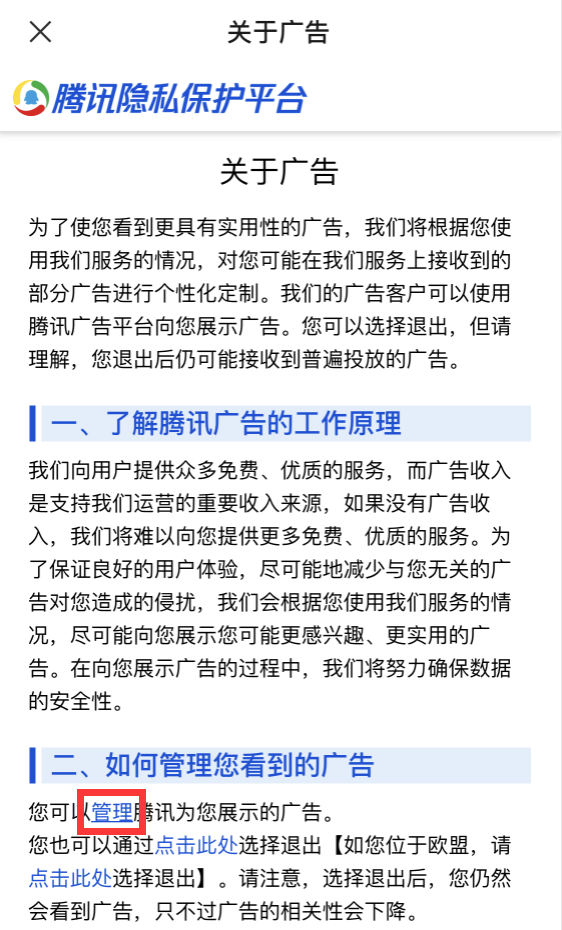 关于广告
腾讯隐私保护平台
关于广告
为了使您看到更具有实用性的广告，我们将根据您使
用我们服务的情况，对您可能在我们服务上接收到的
部分广告进行个性化定制。我们的广告客户可以使用
腾讯广告平台向您展示广告。您可以选择退出，但请
理解，您退出后仍可能接收到普遍投放的广告。
一、了解腾讯广告的工作原理
我们向用户提供众多免费、优质的服务，而广告收入
是支持我们运营的重要收入来源，如果没有广告收
入，我们将难以向您提供更多免费、优质的服务。为
了保证良好的用户体验，尽可能地减少与您无关的广
告对您造成的侵扰，我们会根据您使用我们服务的情
况，尽可能向您展示您可能更感兴趣、更实用的广
告。在向您展示广告的过程中，我们将努力确保数据
的安全性。
二、如何管理您看到的广告
您可以管理腾讯为您展示的广告。
您也可以通过点击此处选择退出【如您位于欧盟，请
点击此处选择退出】。请注意，选择退出后，您仍然
会看到广告，只不过广告的相关性会下降。